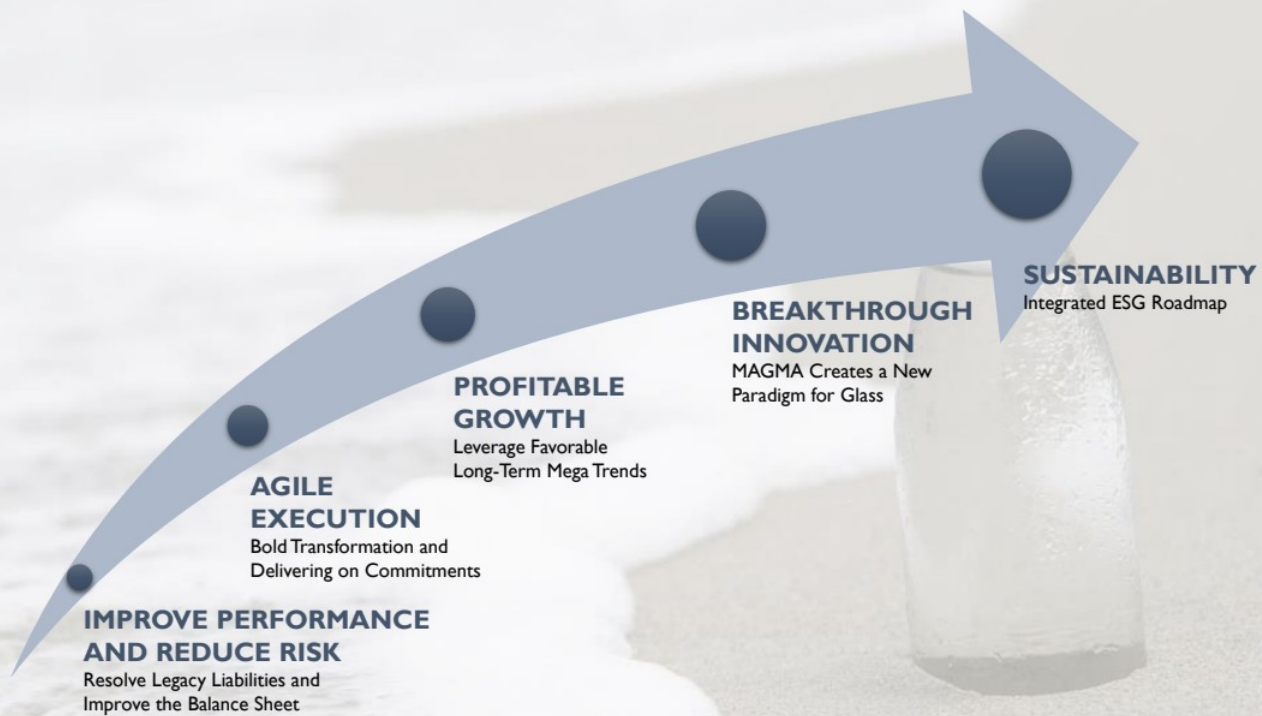 SUSTAINABILITY
Integrated ESG Roadmap
BREAKTHROUGH
INNOVATION
MAGMA Creates a New
Paradigm for Glass
PROFITABLE
GROWTH
Leverage Favorable
Long-Term Mega Trends
AGILE
EXECUTION
Bold Transformation and
Delivering on Commitments
IMPROVE PERFORMANCE
AND REDUCE RISK
Resolve Legacy Liabilities and
Improve the Balance Sheet